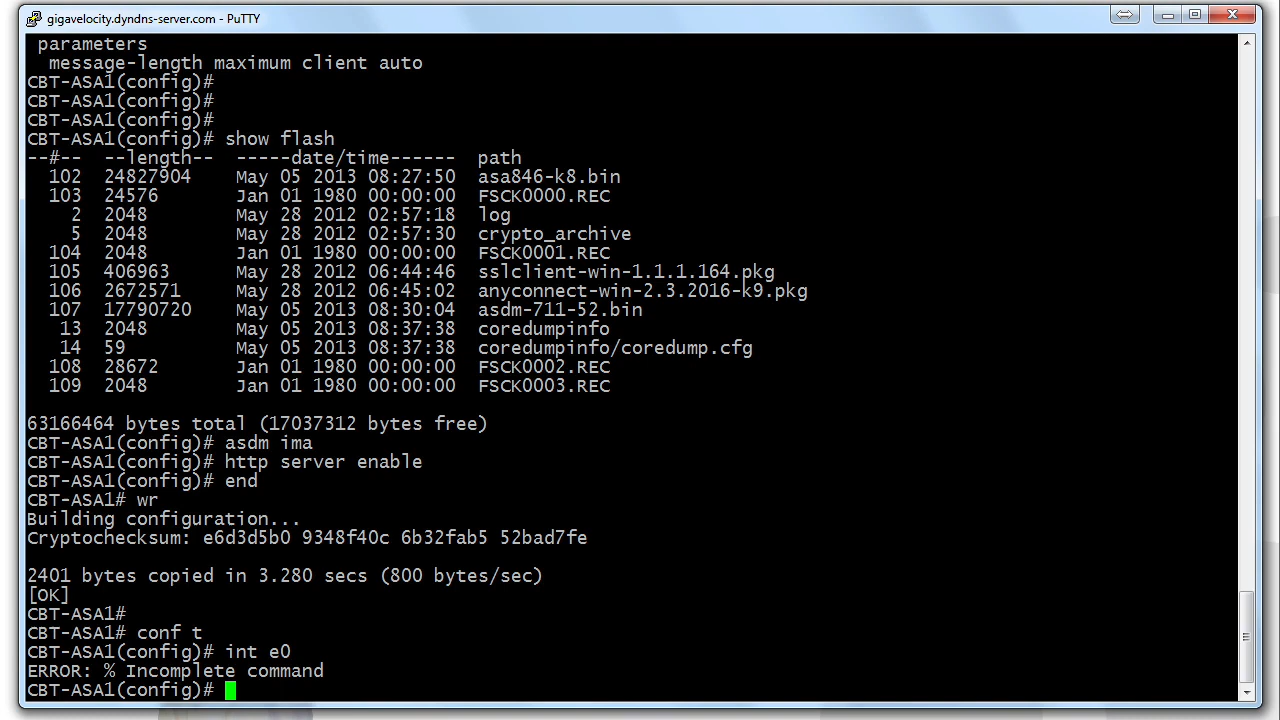 gigavelocity.dyndns-server.com - PuTTY
parameters
message-length maximum client auto
CBT-ASA1(config)#
CBT-ASA1(config)#
CBT-ASA1(config)#
CBT-ASA1(config)# show flash
--#-- --length-- -----date/time------ path
102 24827904 May 05 2013 08:27:50 asa846-k8.bin
103 24576 Jan 01 1980 00:00:00 FSCK0000.REC
2 2048 May 28 2012 02:57:18 log
5 2048 May 28 2012 02:57:30 crypto_archive
104 2048 Jan 01 1980 00:00:00 FSCK0001.REC
105 406963 May 28 2012 06:44:46 sslclient-win-1.1.1.164.pkg
106 2672571 May 28 2012 06:45:02 anyconnect-win-2.3.2016-k9.pkg
107 17790720 May 05 2013 08:30:04 asdm-711-52.bin
13 2048 May 05 2013 08:37:38 coredumpinfo
14 59 May 05 2013 08:37:38 coredumpinfo/coredump.cfg
108 28672 Jan 01 1980 00:00:00 FSCK0002.REC
109 2048 Jan 01 1980 00:00:00 FSCK0003.REC
63166464 bytes total (17037312 bytes free)
CBT-ASA1(config)# asdm ima
CBT-ASA1(config)# http server enable
CBT-ASA1(config)# end
CBT-ASA1# wr
Building configuration...
Cryptochecksum: e6d3d5b0 9348f40c 6b32fab5 52bad7fe
2401 bytes copied in 3.280 secs (800 bytes/sec)
[OK]
CBT-ASA1#
CBT-ASA1# conf t
CBT-ASA1(config)# int e0
ERROR: % Incomplete command
CBT-ASA1(config)#